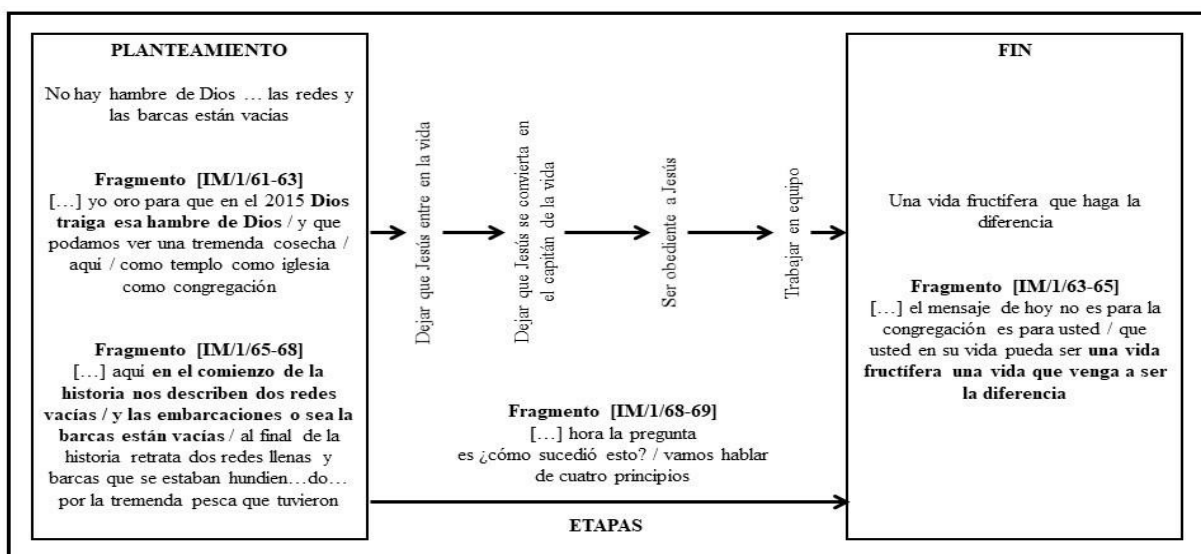 PLANTEAMIENTO
No hay hambre de Dios … las redes y
las barcas están vacías
Fragmento [IM/1/61-63]
[…] yo oro para que en el 2015 Dios
traiga esa hambre de Dios / y que
podamos ver una tremenda cosecha /
aquí / como templo como iglesia
como congregación
Fragmento [IM/1/65-68]
[…] aquí en el comienzo de la
historia nos describen dos redes
vacías / y las embarcaciones o sea la
barcas están vacías / al final de la
historia retrata dos redes llenas y
barcas que se estaban hundien…do…
por la tremenda pesca que tuvieron
Dejar que Jesús entre en la vida
Dejar que Jesús se convierta en
el capitán de la vida
Ser obediente a Jesús
Trabajar en equipo
Fragmento [IM/1/68-69]
[…] hora la pregunta
es ¿cómo sucedió esto? / vamos hablar
de cuatro principios
ETAPAS
FIN
Una vida fructífera que haga la
diferencia
Fragmento [IM/1/63-65]
[…] el mensaje de hoy no es para la
congregación es para usted / que
usted en su vida pueda ser una vida
fructífera una vida que venga a ser
la diferencia